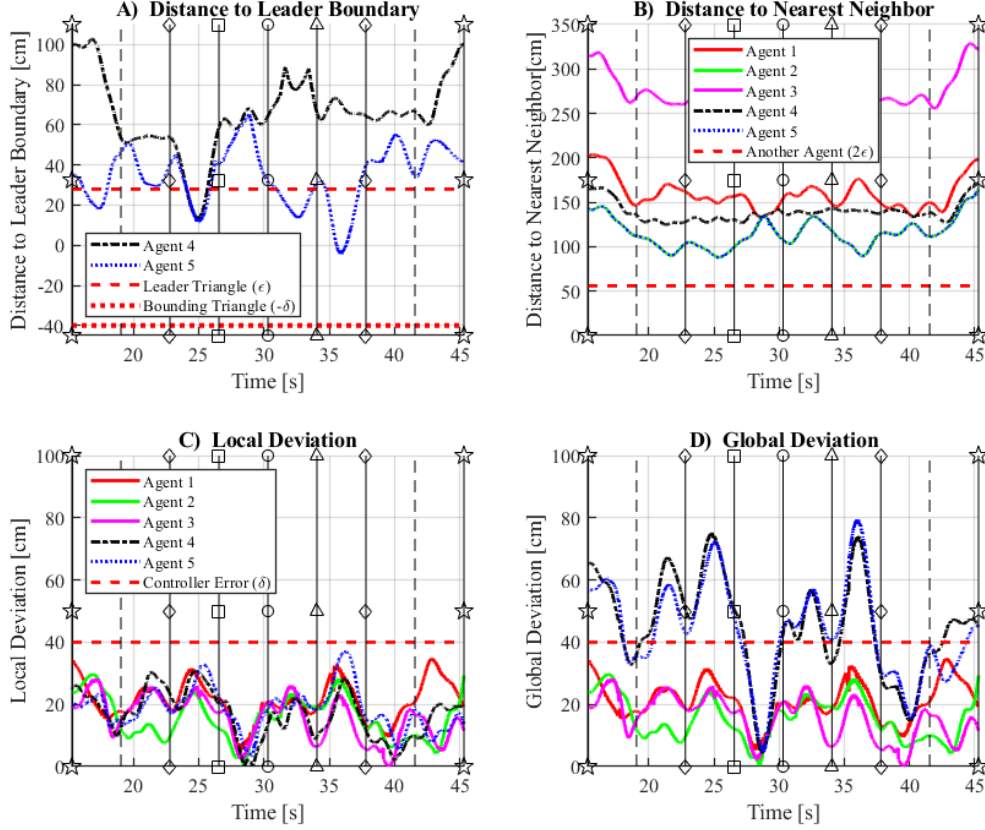 A) Distance to Leader Boundary
Distance to Leader Boundary [cm]
100
80
60
40
20
0
-20
-40
Agent 4
Agent 5
Leader Triangle (ϵ)
Bounding Triangle (-δ)
20 25 30 35 40 45
Time [s]
B) Distance to Nearest Neighbor
Distance to Nearest Neighbor[cm]
350
300
250
200
150
100
50
0
Agent 1
Agent 2
Agent 3
Agent 4
Agent 5
Another Agent (2ϵ)
20 25 30 35 40 45
Time [s]
C) Local Deviation
Local Deviation [cm]
100
80
60
40
20
0
Agent 1
Agent 2
Agent 3
Agent 4
Agent 5
Controller Error (δ)
20 25 30 35 40 45
Time [s]
D) Global Deviation
Global Deviation [cm]
100
80
60
40
20
0
20 25 30 35 40 45
Time [s]